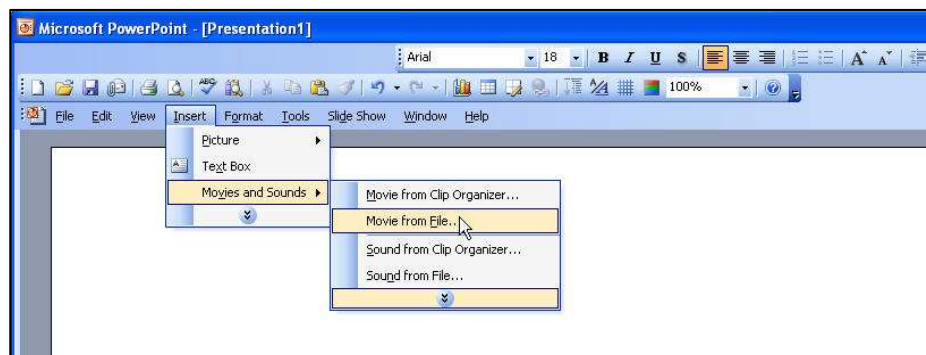 Microsoft PowerPoint - [Presentation1]
Arial 18 B I U S A A
ABC 100%
File Edit View Insert Format Tools Slide Show Window Help
Picture
Text Box
Movies and Sounds
Movie from Clip Organizer...
Movie from File...
Sound from Clip Organizer...
Sound from File...